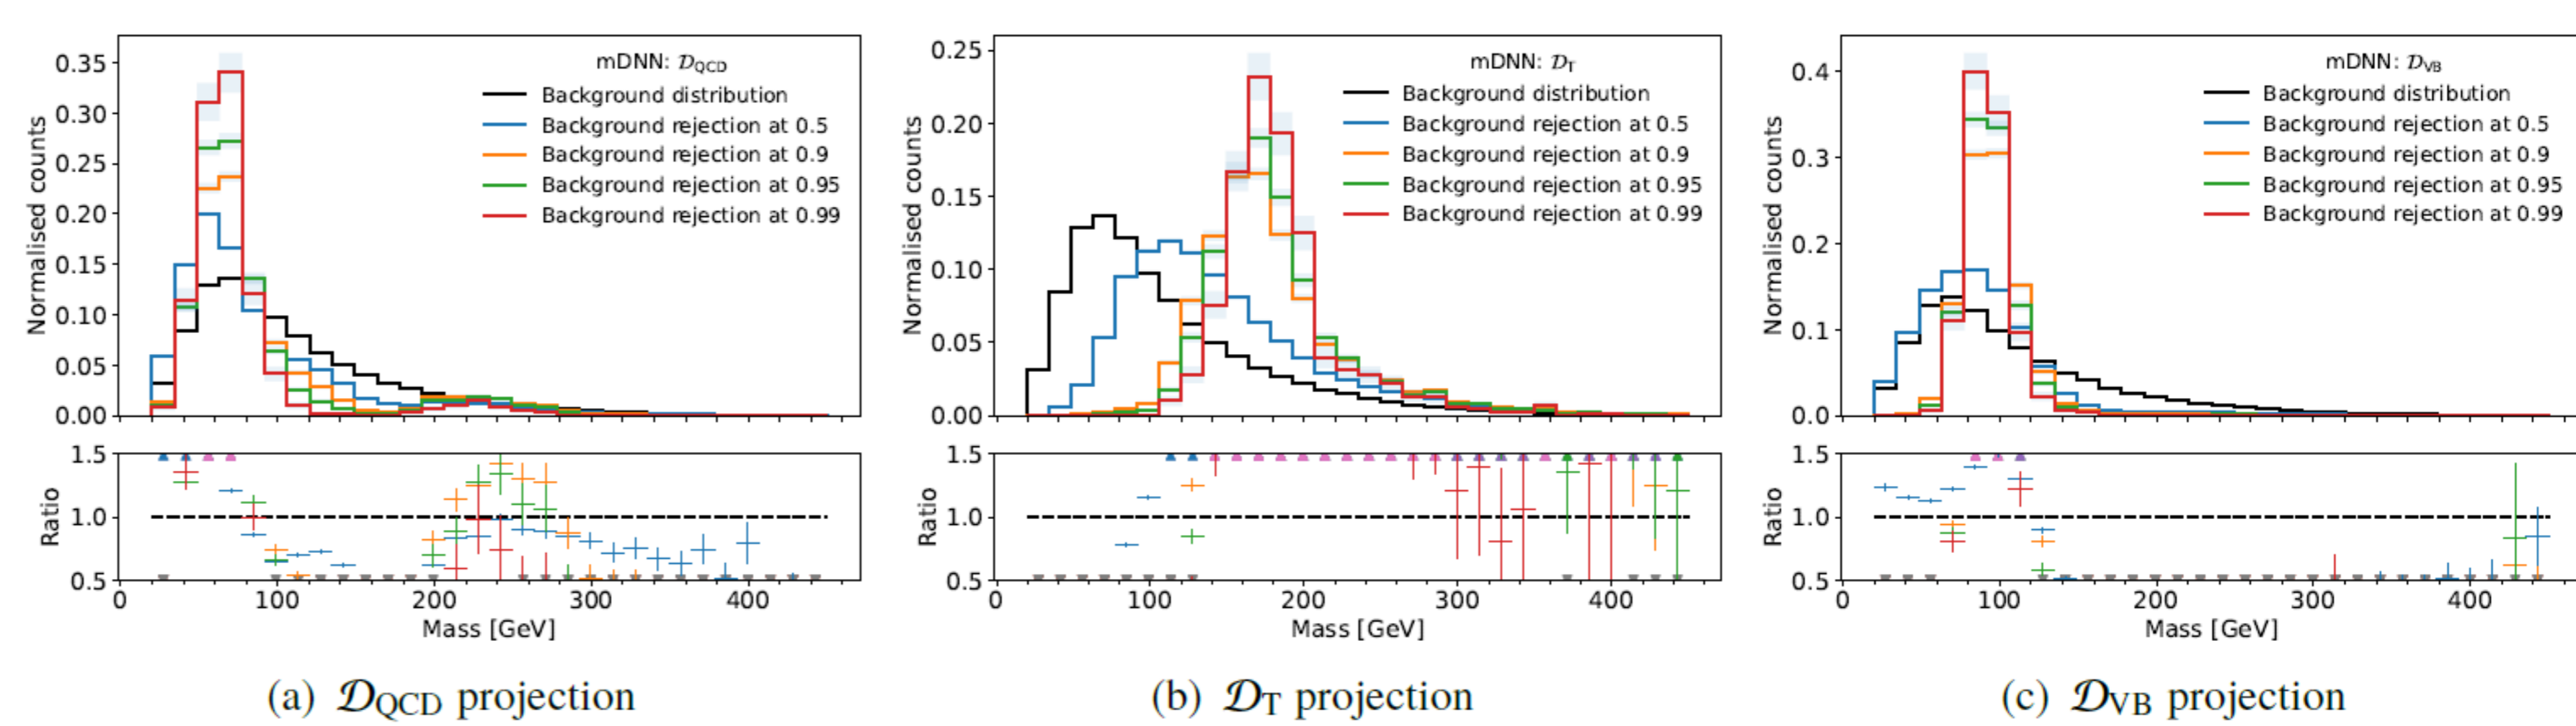 mDNN: 𝒟QCD
Background distribution
Background rejection at 0.5
Background rejection at 0.9
Background rejection at 0.95
Background rejection at 0.99
Normalised counts
0.35
0.30
0.25
0.20
0.15
0.10
0.05
0.00
Ratio
1.5
1.0
0.5
0 100 200 300 400
Mass [GeV]
(a) 𝒟QCD projection
mDNN: 𝒟T
Background distribution
Background rejection at 0.5
Background rejection at 0.9
Background rejection at 0.95
Background rejection at 0.99
Normalised counts
0.25
0.20
0.15
0.10
0.05
0.00
Ratio
1.5
1.0
0.5
0 100 200 300 400
Mass [GeV]
(b) 𝒟T projection
mDNN: 𝒟VB
Background distribution
Background rejection at 0.5
Background rejection at 0.9
Background rejection at 0.95
Background rejection at 0.99
Normalised counts
0.4
0.3
0.2
0.1
0.0
Ratio
1.5
1.0
0.5
0 100 200 300 400
Mass [GeV]
(c) 𝒟VB projection